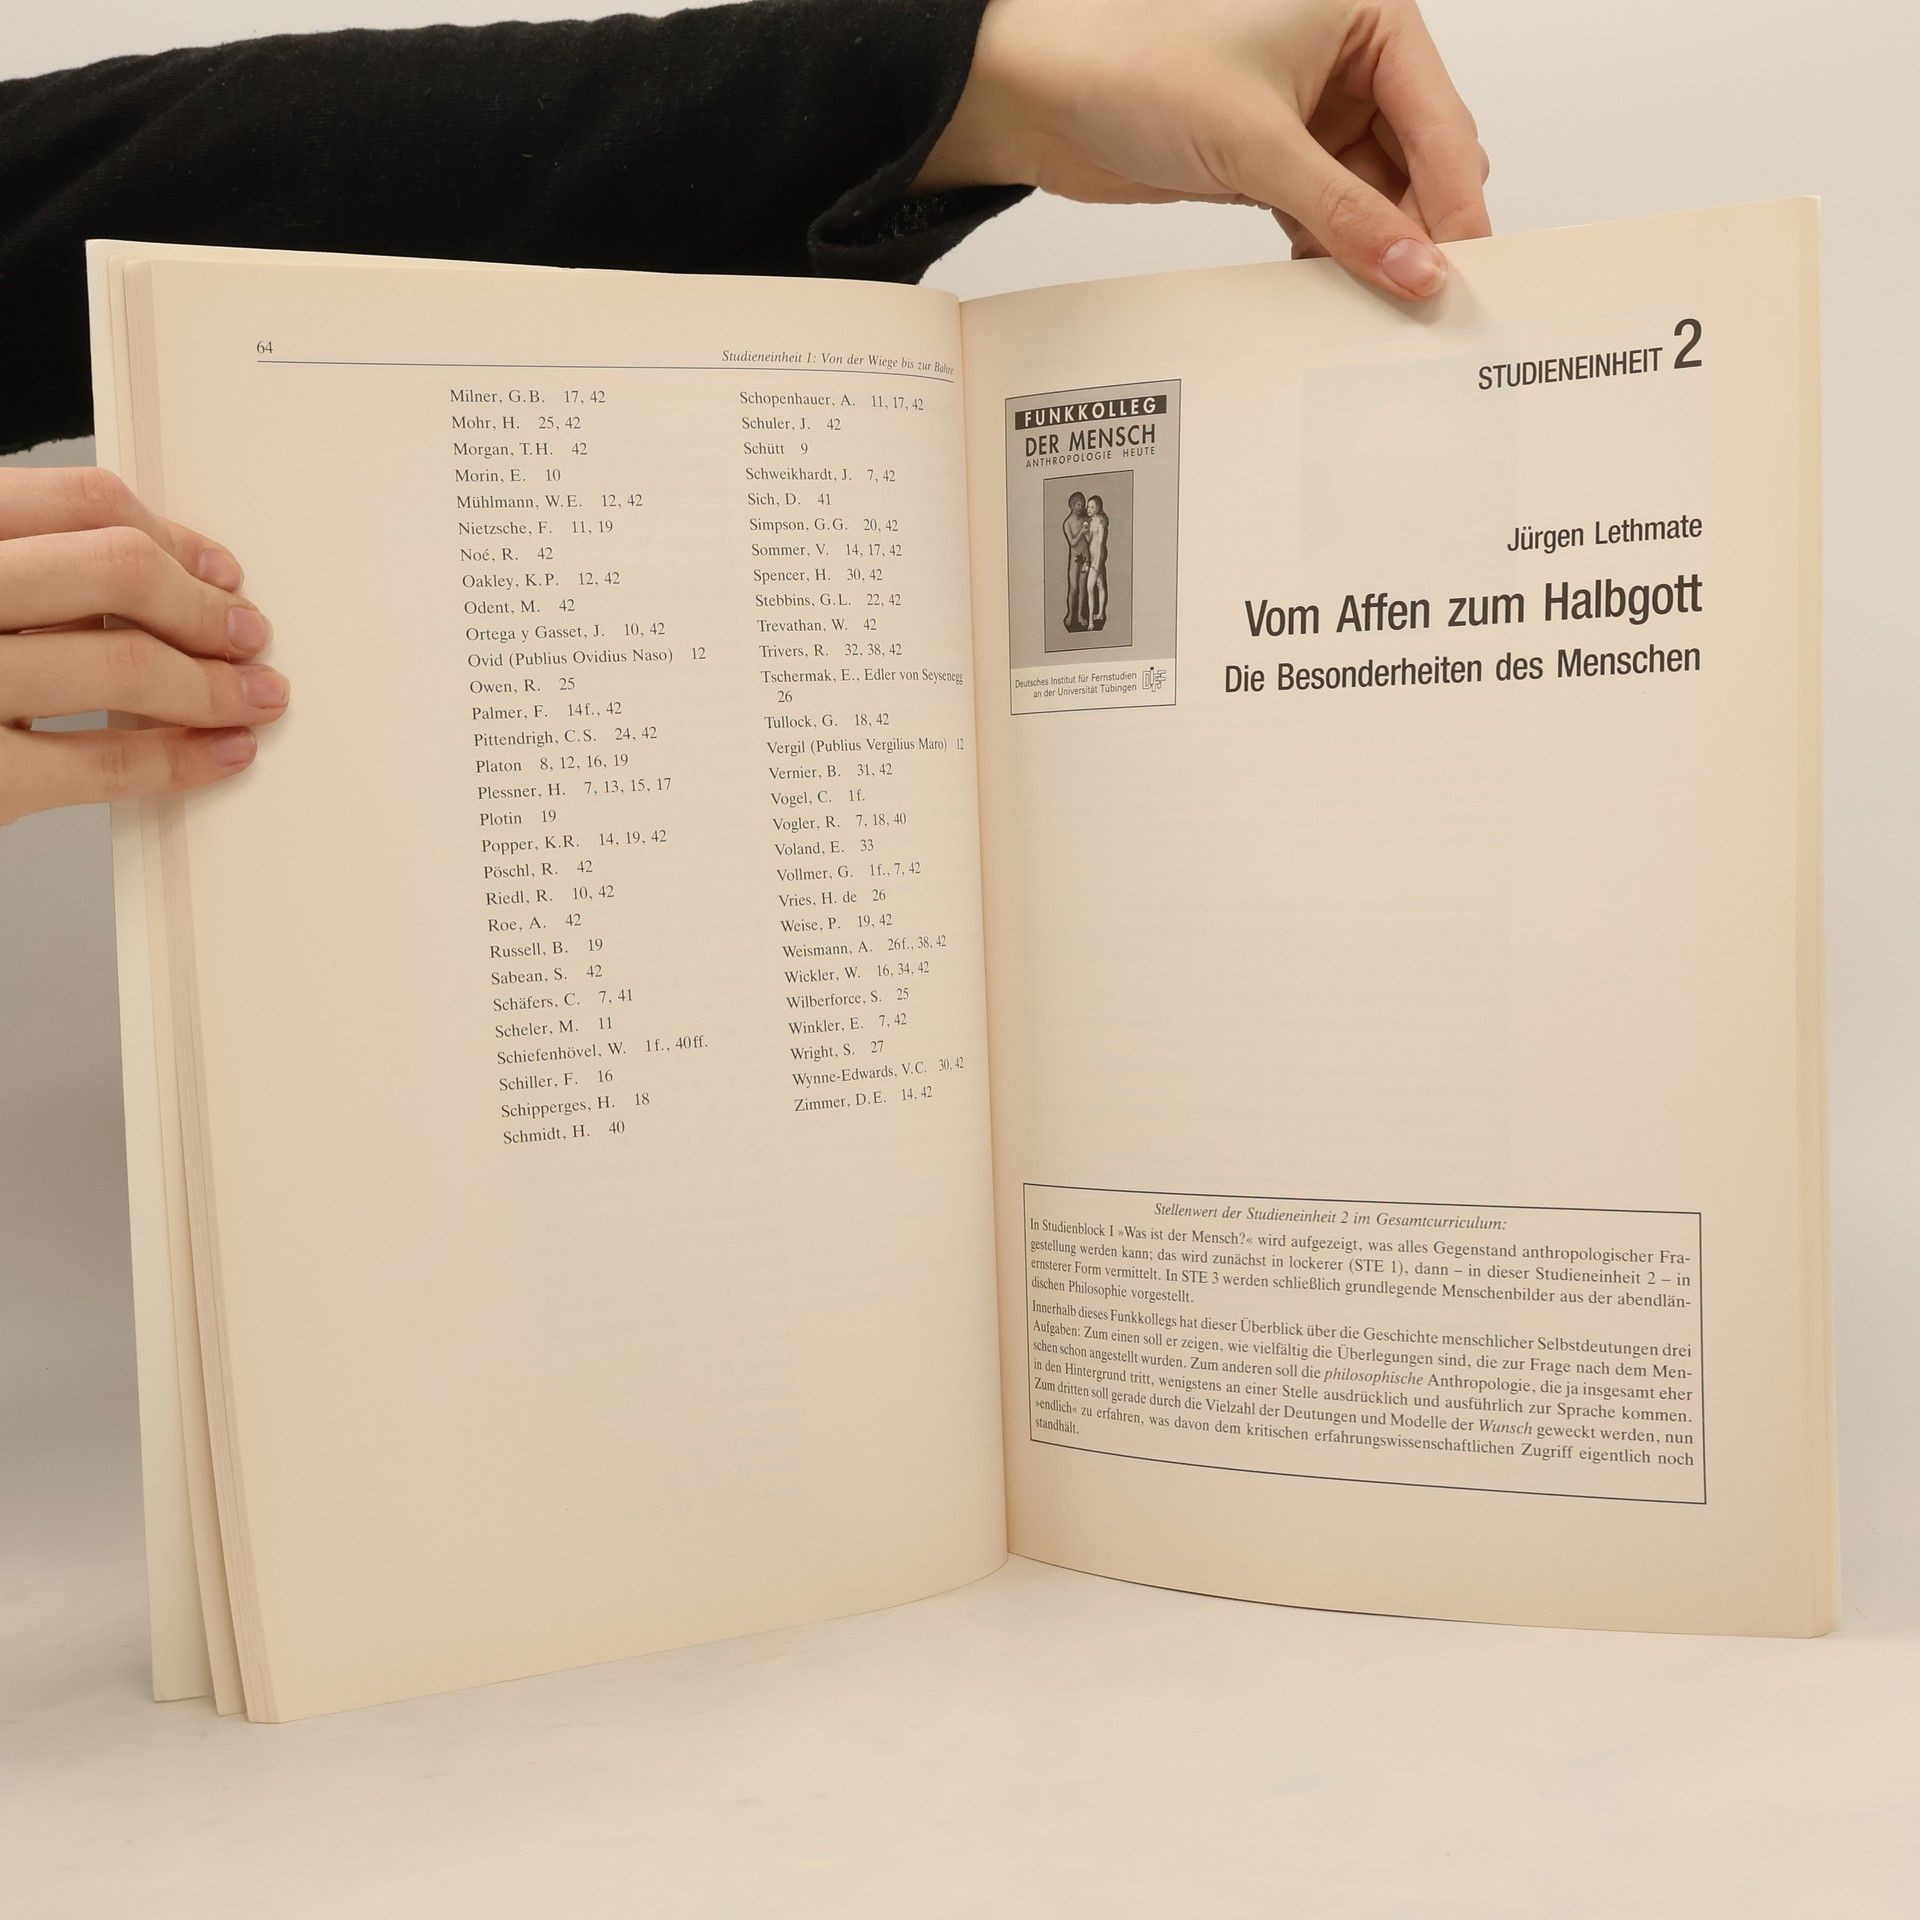 64
Studieneinheit 1: Von der Wiege bis zur Bahre
Milner, G.B. 17, 42
Mohr, H. 25, 42
Morgan, T.H. 42
Morin, E. 10
Mühlmann, W.E. 12, 42
Nietzsche, F. 11, 19
Noé, R. 42
Oakley, K.P. 12, 42
Odent, M. 42
Ortega y Gasset, J. 10, 42
Ovid (Publius Ovidius Naso) 12
Owen, R. 25
Palmer, F. 14f., 42
Pittendrigh, C.S. 24, 42
Platon 8, 12, 16, 19
Plessner, H. 7, 13, 15, 17
Plotin 19
Popper, K.R. 14, 19, 42
Pöschl, R. 42
Riedl, R. 10, 42
Roe, A. 42
Russell, B. 19
Sabean, S. 42
Schäfers, C. 7, 41
Scheler, M. 11
Schiefenhövel, W. 1f., 40ff.
Schiller, F. 16
Schipperges, H. 18
Schmidt, H. 40
Schopenhauer, A. 11, 17, 42
Schuler, J. 42
Schütt 9
Schweikhardt, J. 7, 42
Sich, D. 41
Simpson, G.G. 20, 42
Sommer, V. 14, 17, 42
Spencer, H. 30, 42
Stebbins, G.L. 22, 42
Trevathan, W. 42
Trivers, R. 32, 38, 42
Tschermak, E., Edler von Seysenegg
26
Tullock, G. 18, 42
Vergil (Publius Vergilius Maro) 12
Vernier, B. 31, 42
Vogel, C. 1f.
Vogler, R. 7, 18, 40
Voland, E. 33
Vollmer, G. 1f., 7, 42
Vries, H. de 26
Weise, P. 19, 42
Weismann, A. 26f., 38, 42
Wickler, W. 16, 34, 42
Wilberforce, S. 25
Winkler, E. 7, 42
Wright, S. 27
Wynne-Edwards, V.C. 30, 42
Zimmer, D.E. 14, 42
STUDIENEINHEIT 2
FUNKKOLLEG
DER MENSCH
ANTHROPOLOGIE HEUTE
Deutsches Institut für Fernstudien
an der Universität Tübingen
DIFF
Jürgen Lethmate
Vom Affen zum Halbgott
Die Besonderheiten des Menschen
Stellenwert der Studieneinheit 2 im Gesamtcurriculum:
In Studienblock I »Was ist der Mensch?« wird aufgezeigt, was alles Gegenstand anthropologischer Fra-
gestellung werden kann; das wird zunächst in lockerer (STE 1), dann – in dieser Studieneinheit 2 – in
ernsterer Form vermittelt. In STE 3 werden schließlich grundlegende Menschenbilder aus der abendlän-
dischen Philosophie vorgestellt.
Innerhalb dieses Funkkollegs hat dieser Überblick über die Geschichte menschlicher Selbstdeutungen drei
Aufgaben: Zum einen soll er zeigen, wie vielfältig die Überlegungen sind, die zur Frage nach dem Men-
schen schon angestellt wurden. Zum anderen soll die philosophische Anthropologie, die ja insgesamt eher
in den Hintergrund tritt, wenigstens an einer Stelle ausdrücklich und ausführlich zur Sprache kommen.
Zum dritten soll gerade durch die Vielzahl der Deutungen und Modelle der Wunsch geweckt werden, nun
»endlich« zu erfahren, was davon dem kritischen erfahrungswissenschaftlichen Zugriff eigentlich noch
standhält.